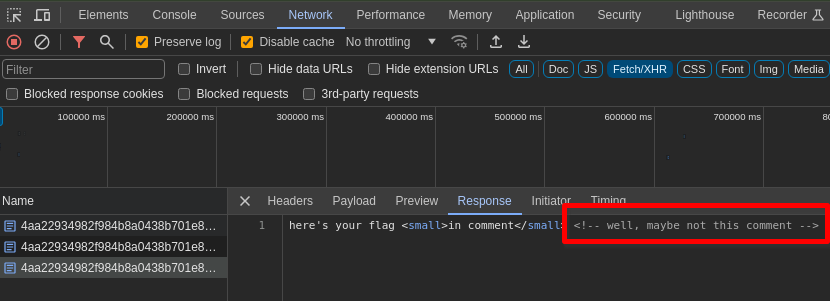 Elements Console Sources Network Performance Memory Application Security Lighthouse Recorder
Preserve log Disable cache No throttling
Filter Invert Hide data URLs Hide extension URLs All Doc JS Fetch/XHR CSS Font Img Media
Blocked response cookies Blocked requests 3rd-party requests
100000 ms 200000 ms 300000 ms 400000 ms 500000 ms 600000 ms 700000 ms 80
Name Headers Payload Preview Response Initiator Timing
4aa22934982f984b8a0438b701e8… 1 here's your flag <small>in comment</small> <!-- well, maybe not this comment -->
4aa22934982f984b8a0438b701e8…
4aa22934982f984b8a0438b701e8…